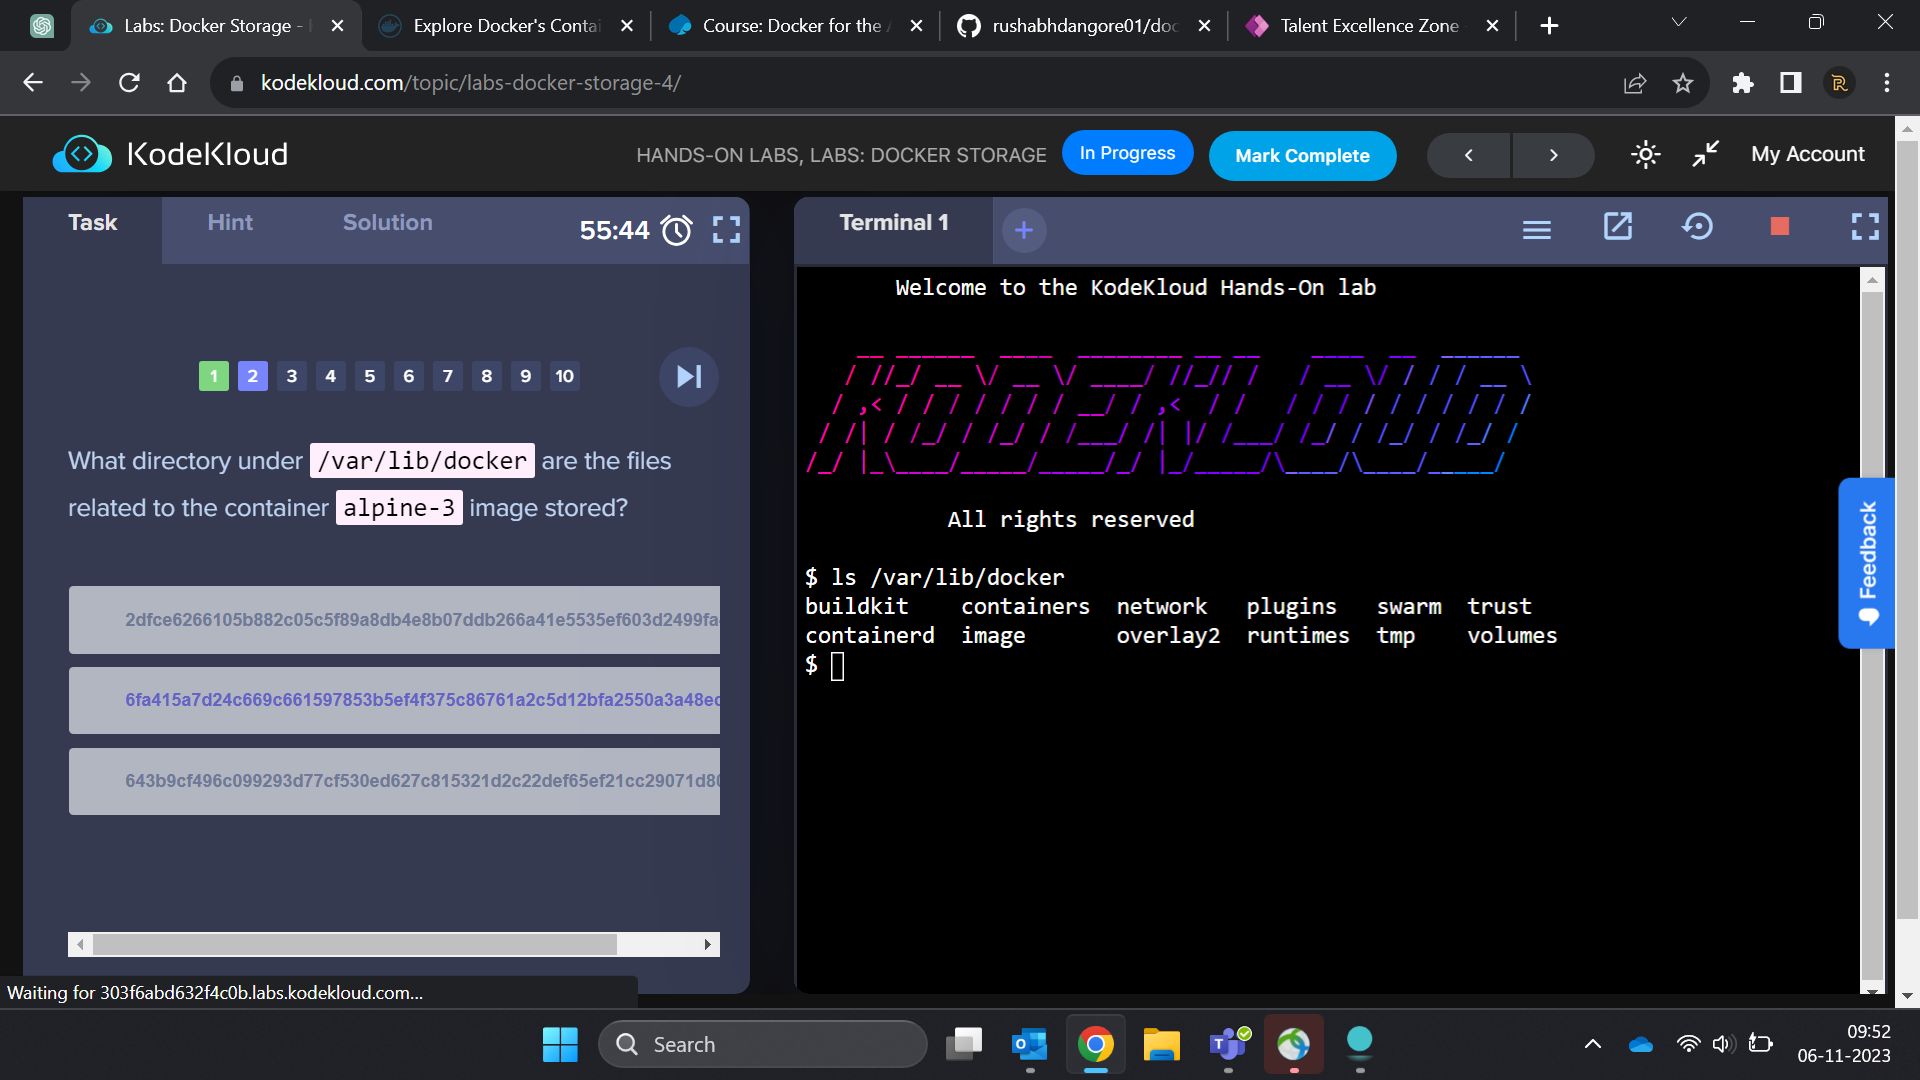 Labs: Docker Storage -
Explore Docker's Contai
Course: Docker for the
rushabhdangore01/doc
Talent Excellence Zone
kodekloud.com/topic/labs-docker-storage-4/
KodeKloud
HANDS-ON LABS, LABS: DOCKER STORAGE
In Progress
Mark Complete
My Account
Task
Hint
Solution
55:44
Terminal 1
1 2 3 4 5 6 7 8 9 10
What directory under /var/lib/docker are the files
related to the container alpine-3 image stored?
2dfce6266105b882c05c5f89a8db4e8b07ddb266a41e5535ef603d2499fa
6fa415a7d24c669c661597853b5ef4f375c86761a2c5d12bfa2550a3a48ec
643b9cf496c099293d77cf530ed627c815321d2c22def65ef21cc29071d80
Welcome to the KodeKloud Hands-On lab
KODEKLOUD
All rights reserved
$ ls /var/lib/docker
buildkit containers network plugins swarm trust
containerd image overlay2 runtimes tmp volumes
$
Feedback
Waiting for 303f6abd632f4c0b.labs.kodekloud.com...
Search
09:52
06-11-2023